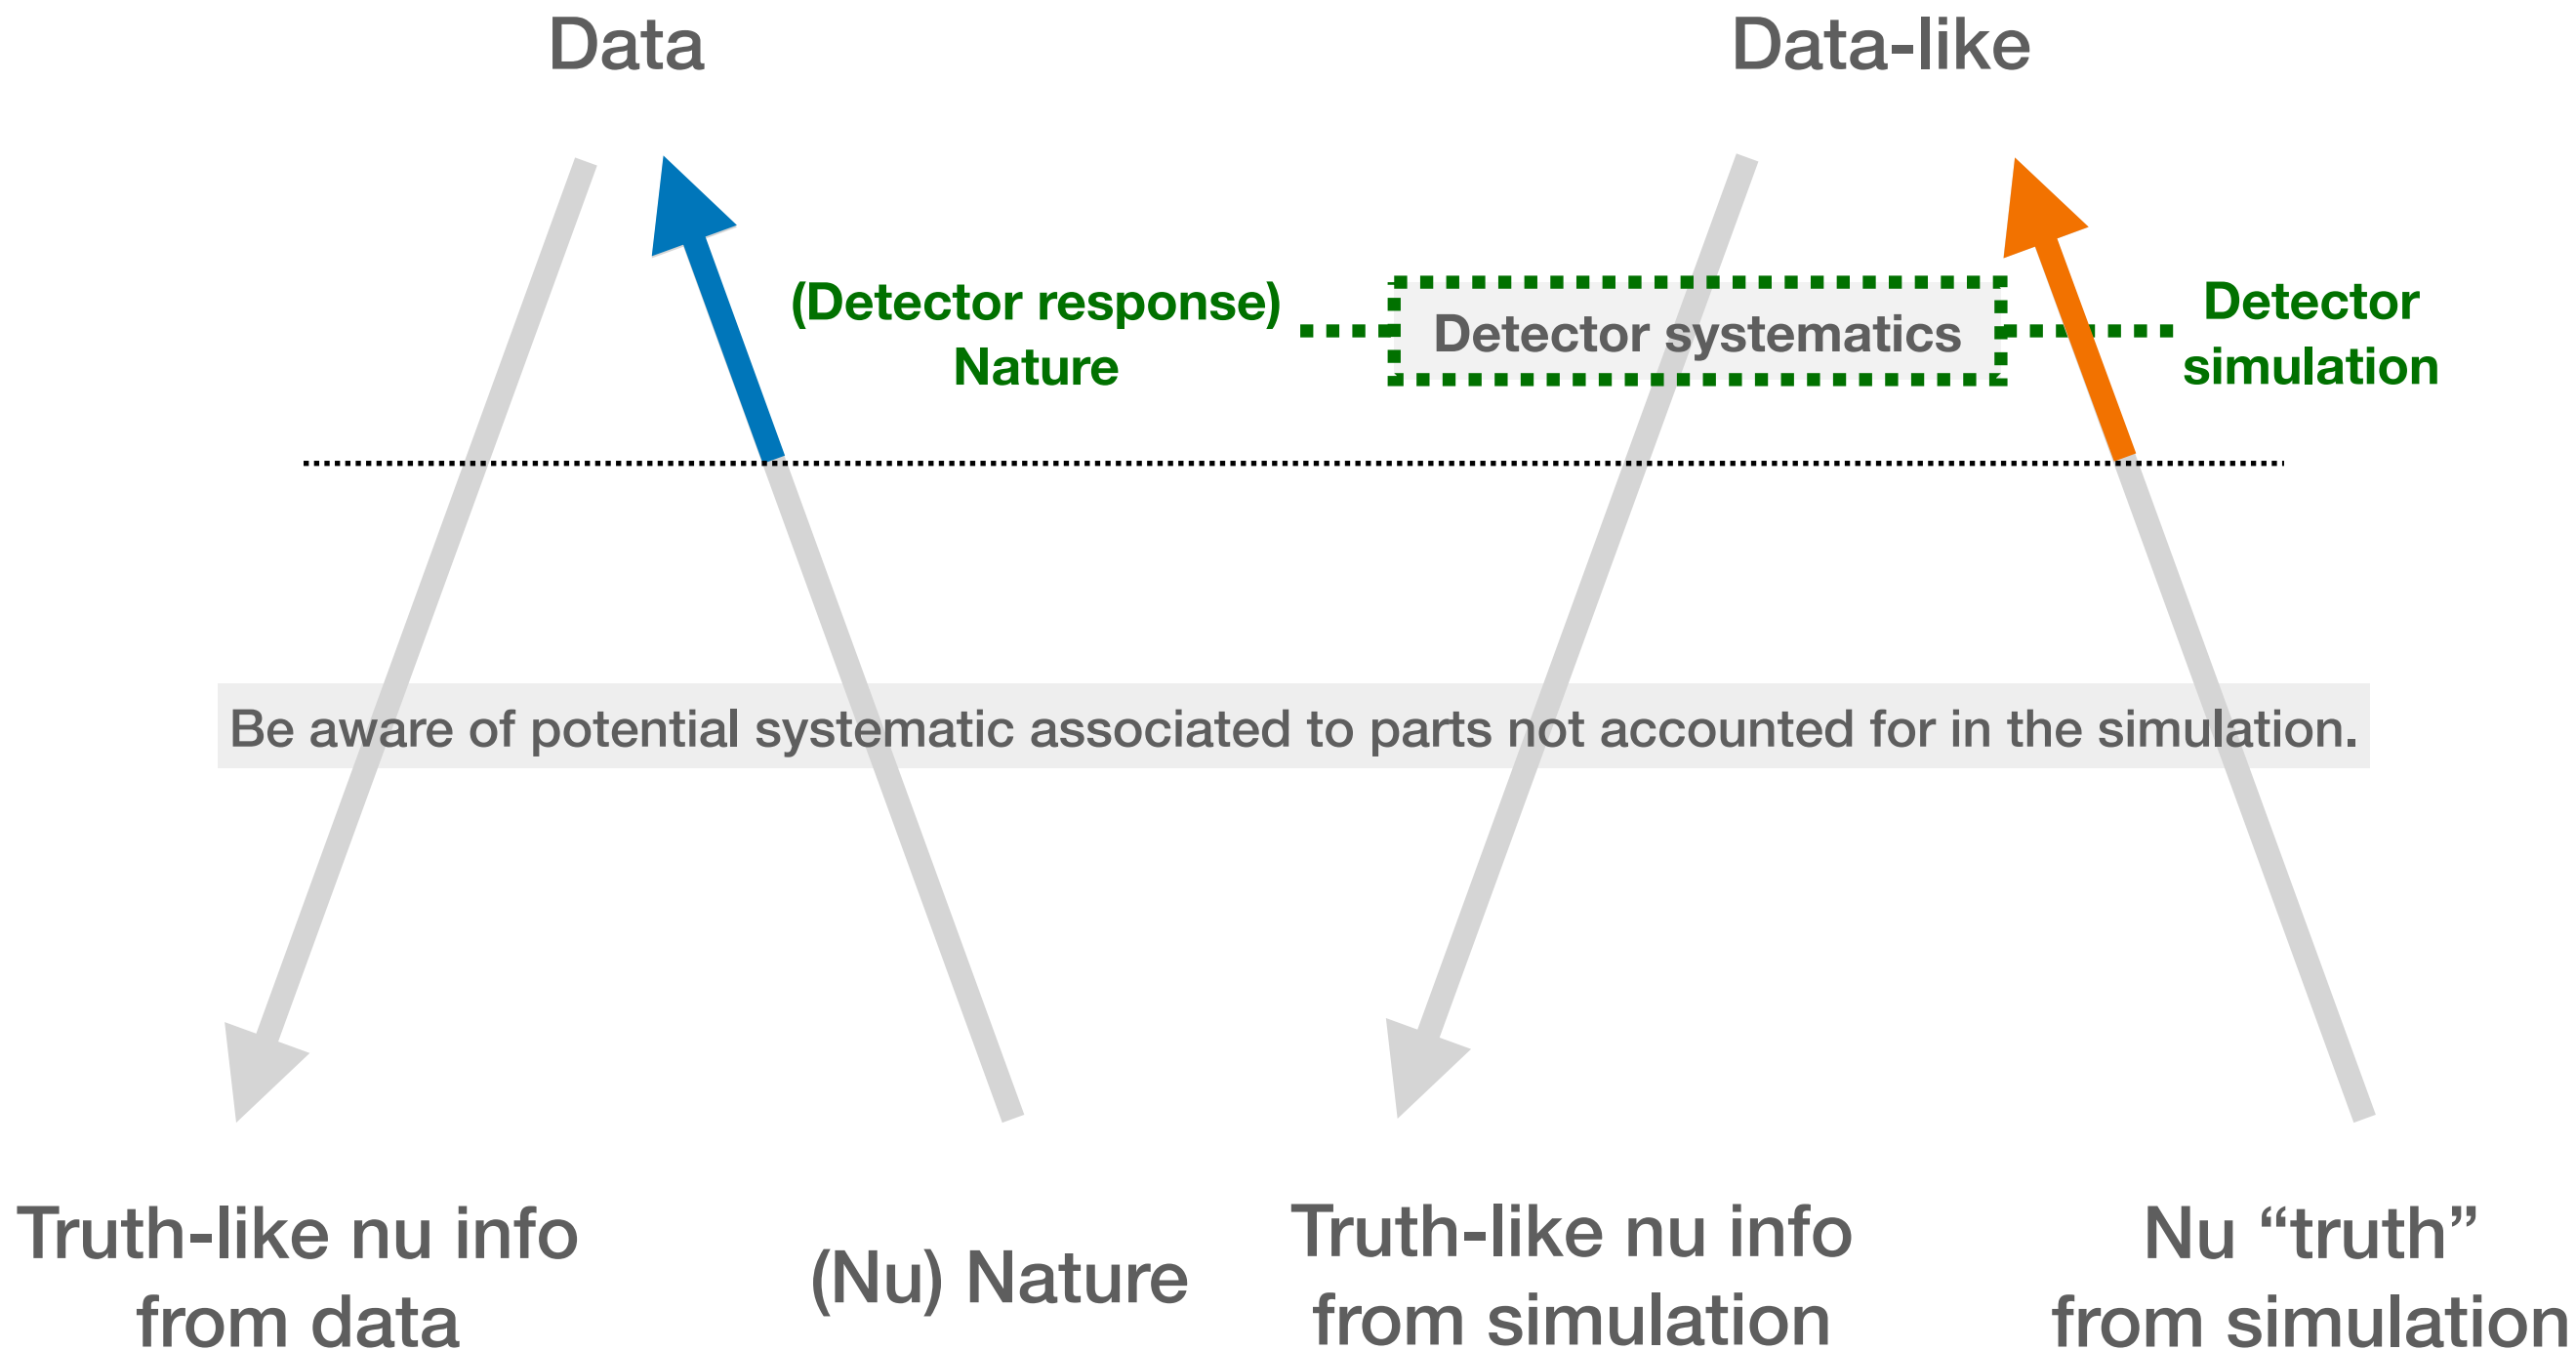 Data
Data-like
(Detector response)
Nature
Detector systematics
Detector
simulation
Be aware of potential systematic associated to parts not accounted for in the simulation.
Truth-like nu info
from data
(Nu) Nature
Truth-like nu info
from simulation
Nu “truth”
from simulation